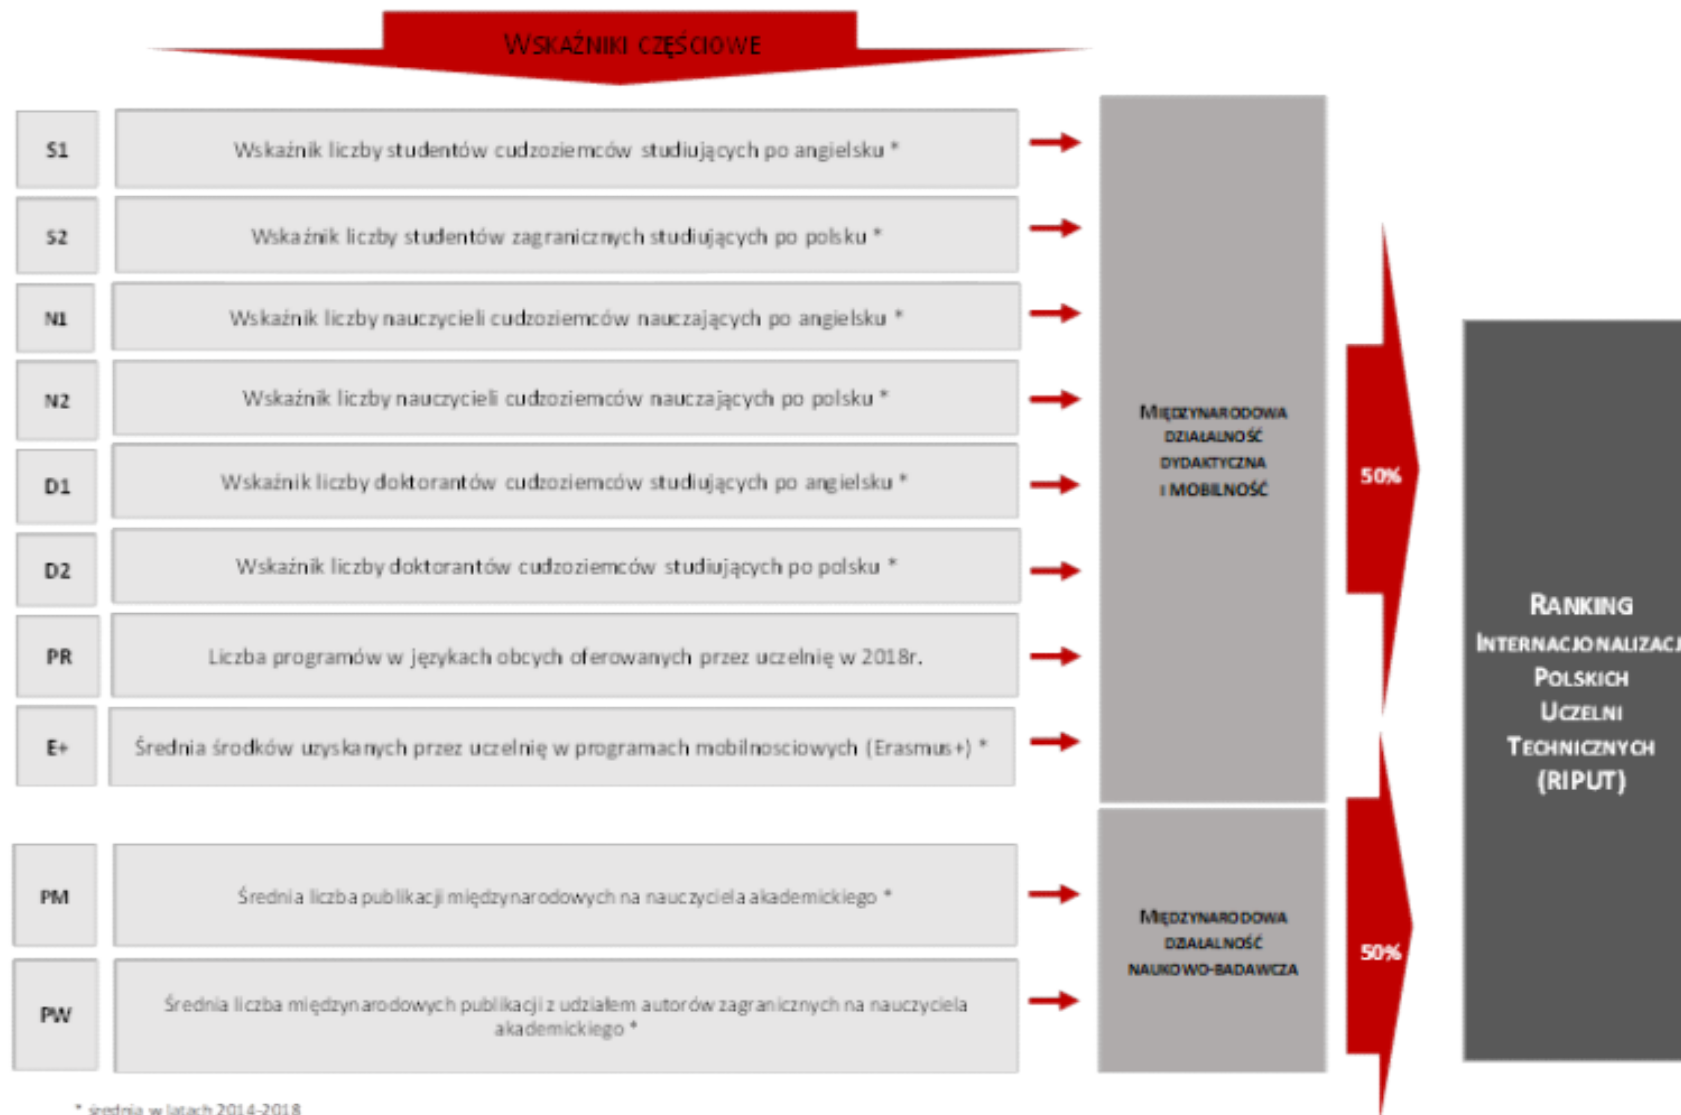 WSKAŹNIKI CZĘŚCIOWE
S1
Wskaźnik liczby studentów cudzoziemców studiujących po angielsku *
S2
Wskaźnik liczby studentów zagranicznych studiujących po polsku *
N1
Wskaźnik liczby nauczycieli cudzoziemców nauczających po angielsku *
N2
Wskaźnik liczby nauczycieli cudzoziemców nauczających po polsku *
D1
Wskaźnik liczby doktorantów cudzoziemców studiujących po angielsku *
D2
Wskaźnik liczby doktorantów cudzoziemców studiujących po polsku *
PR
Liczba programów w językach obcych oferowanych przez uczelnię w 2018r.
E+
Średnia środków uzyskanych przez uczelnię w programach mobilnosciowych (Erasmus+) *
PM
Średnia liczba publikacji międzynarodowych na nauczyciela akademickiego *
PW
Średnia liczba międzynarodowych publikacji z udziałem autorów zagranicznych na nauczyciela
akademickiego *
MIĘDZYNARODOWA
DZIAŁALNOŚĆ
DYDAKTYCZNA
I MOBILNOŚĆ
50%
MIĘDZYNARODOWA
DZIAŁALNOŚĆ
NAUKOWO-BADAWCZA
50%
RANKING
INTERNACJONALIZACJ
POLSKICH
UCZELNI
TECHNICZNYCH
(RIPUT)
* średnia w latach 2014-2018